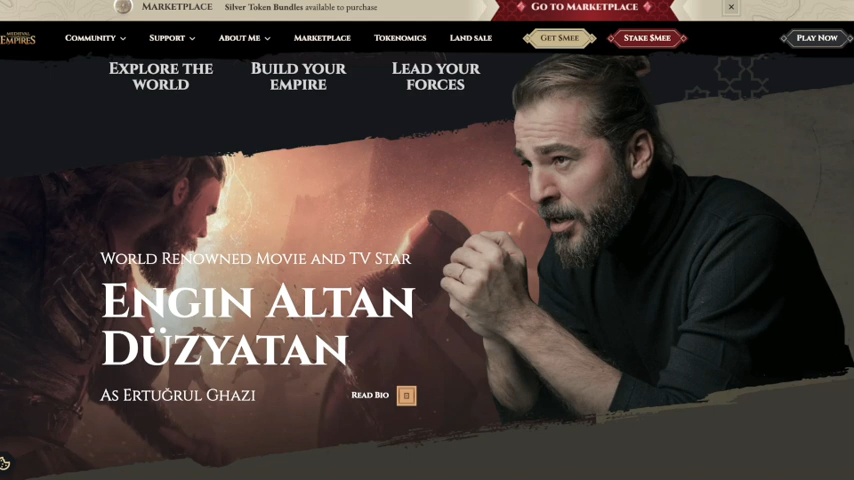 MARKETPLACE Silver Token Bundles available to purchase
GO TO MARKETPLACE
MEDIEVAL
EMPIRES
COMMUNITY SUPPORT ABOUT ME MARKETPLACE TOKENOMICS LAND SALE GET $MEE STAKE $MEE PLAY NOW
EXPLORE THE
WORLD
BUILD YOUR
EMPIRE
LEAD YOUR
FORCES
WORLD RENOWNED MOVIE AND TV STAR
ENGIN ALTAN
DÜZYATAN
AS ERTUĞRUL GHAZI
READ BIO